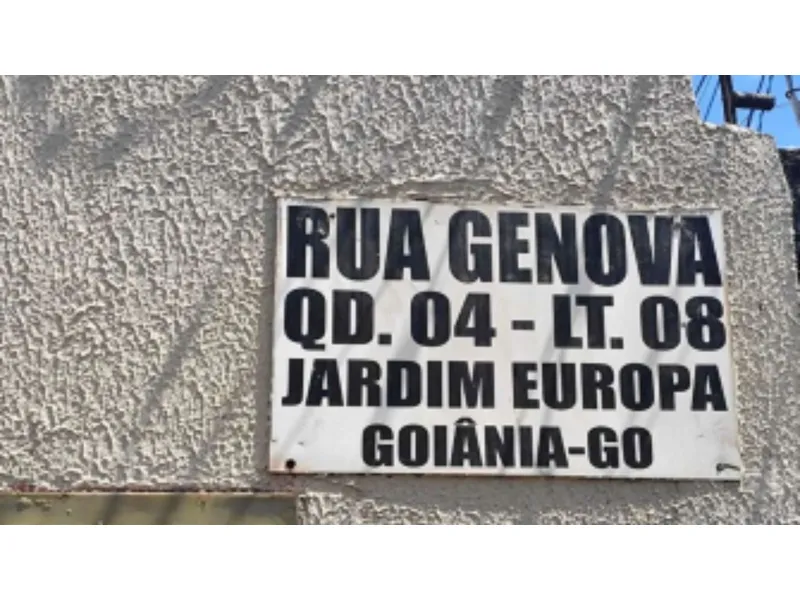 RUA GENOVA
QD. 04 - LT. 08
JARDIM EUROPA
GOIÂNIA-GO